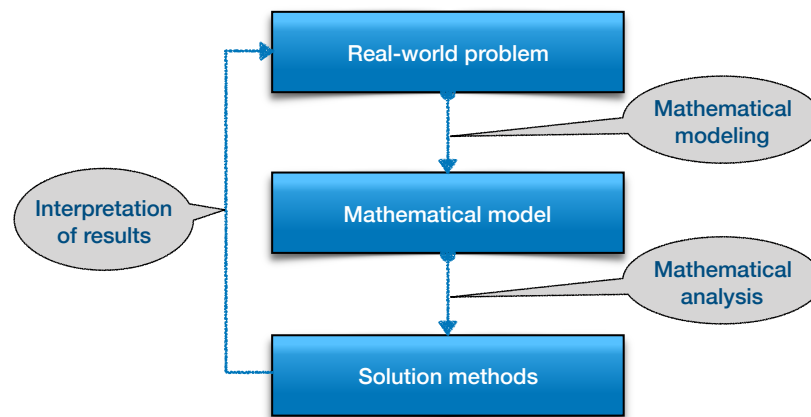 Real-world problem
Mathematical
modeling
Interpretation
of results
Mathematical model
Mathematical
analysis
Solution methods